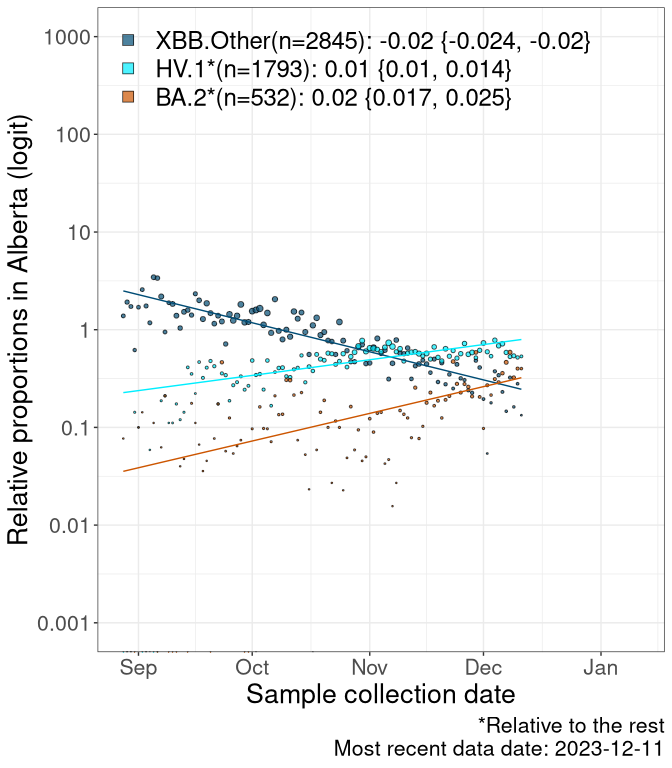 XBB.Other(n=2845): -0.02 {-0.024, -0.02}
HV.1*(n=1793): 0.01 {0.01, 0.014}
BA.2*(n=532): 0.02 {0.017, 0.025}
Relative proportions in Alberta (logit)
1000
100
10
1
0.1
0.01
0.001
Sep Oct Nov Dec Jan
Sample collection date
*Relative to the rest
Most recent data date: 2023-12-11